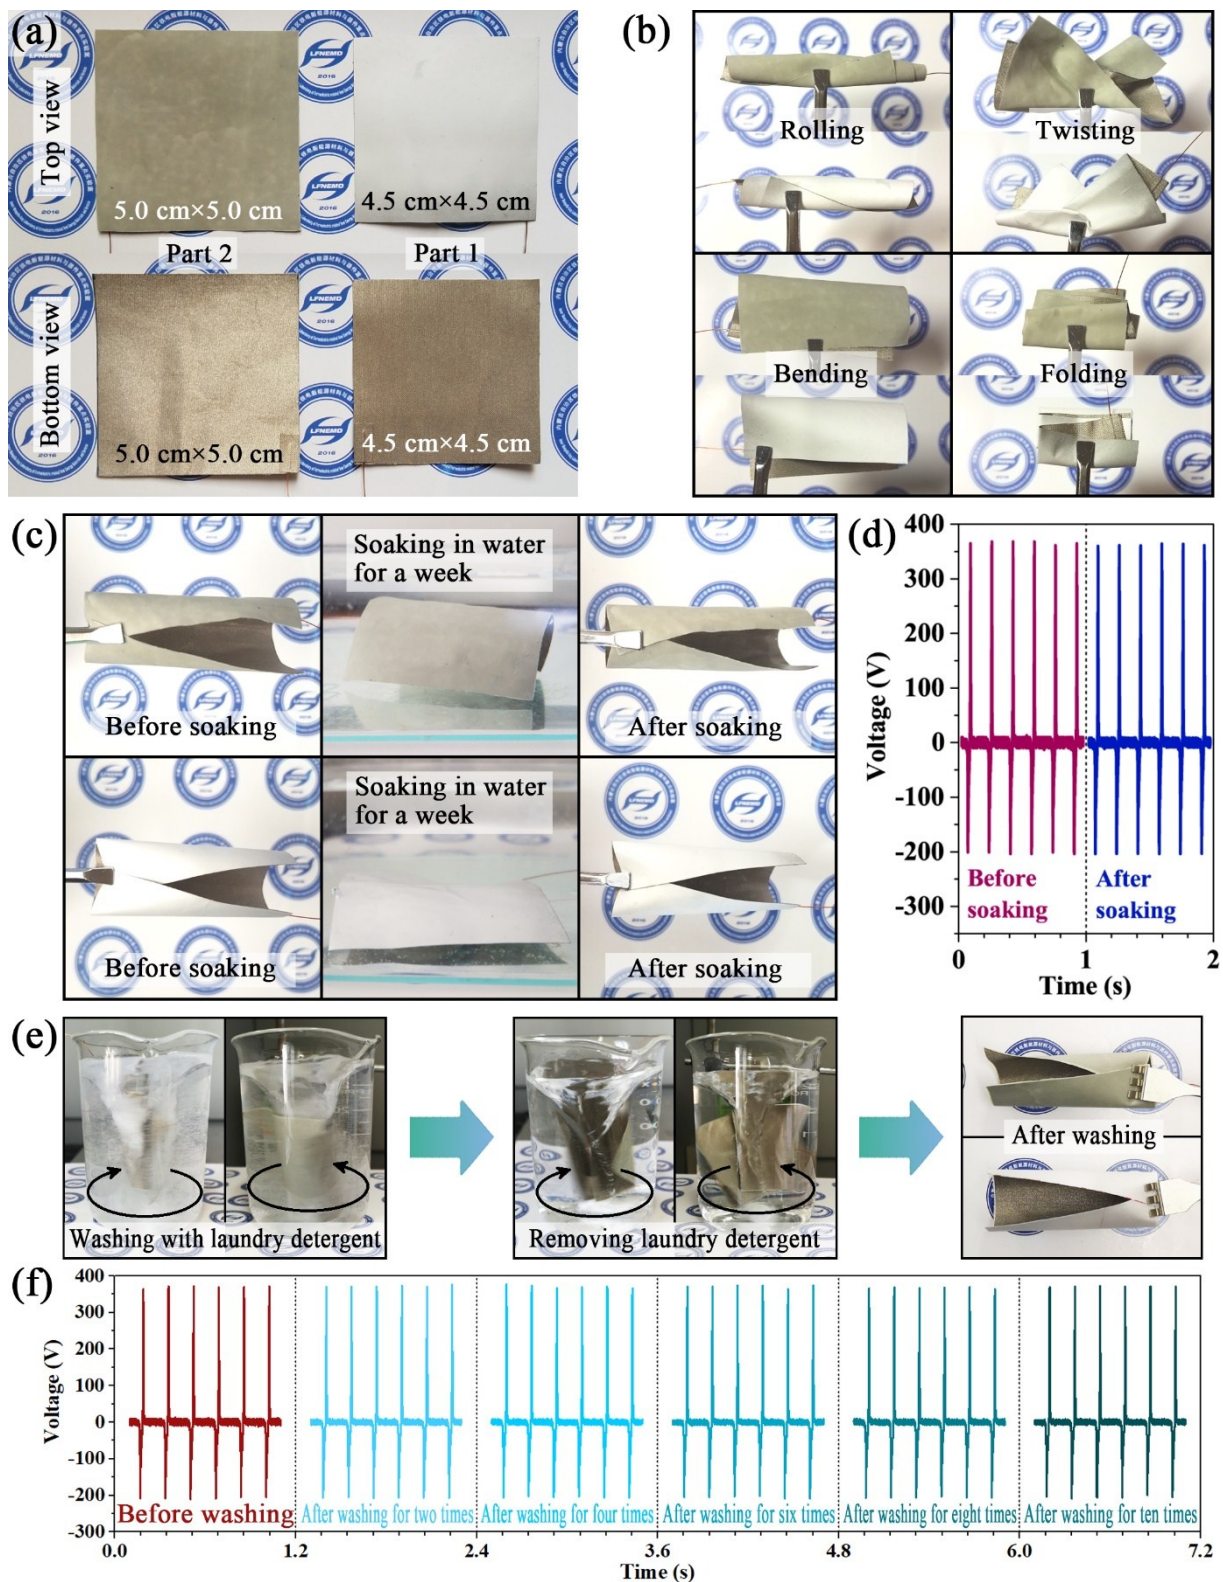 (a)
Top view
5.0 cm×5.0 cm
4.5 cm×4.5 cm
Part 2
Part 1
Bottom view
5.0 cm×5.0 cm
4.5 cm×4.5 cm
LFNEMD
2016
(b)
Rolling
Twisting
Bending
Folding
(c)
Before soaking
Soaking in water
for a week
After soaking
Before soaking
Soaking in water
for a week
After soaking
(d)
Voltage (V)
400
300
200
100
0
-100
-200
-300
Before
soaking
After
soaking
0
1
2
Time (s)
(e)
Washing with laundry detergent
Removing laundry detergent
After washing
(f)
Voltage (V)
400
300
200
100
0
-100
-200
-300
Before washing
After washing for two times
After washing for four times
After washing for six times
After washing for eight times
After washing for ten times
0.0
1.2
2.4
3.6
4.8
6.0
7.2
Time (s)